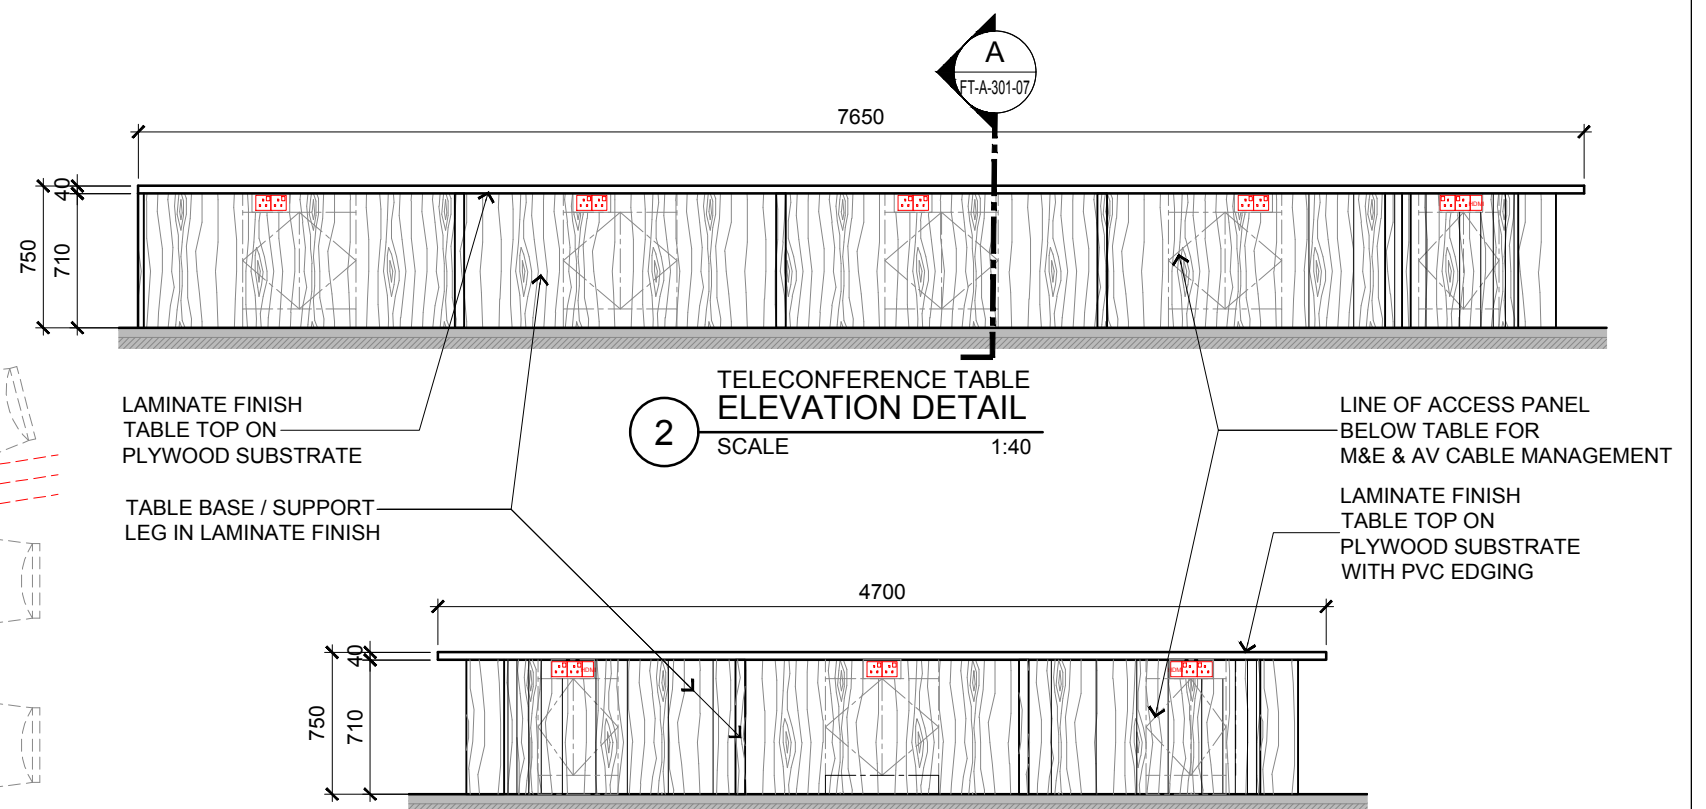 A
FT-A-301-07
7650
40
750
710
TELECONFERENCE TABLE
2
ELEVATION DETAIL
SCALE 1:40
LAMINATE FINISH
TABLE TOP ON
PLYWOOD SUBSTRATE
TABLE BASE / SUPPORT
LEG IN LAMINATE FINISH
LINE OF ACCESS PANEL
BELOW TABLE FOR
M&E & AV CABLE MANAGEMENT
LAMINATE FINISH
TABLE TOP ON
PLYWOOD SUBSTRATE
WITH PVC EDGING
4700
40
750
710